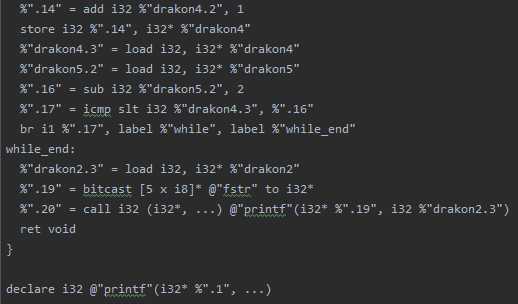 %".14" = add i32 %"drakon4.2", 1
store i32 %".14", i32* %"drakon4"
%"drakon4.3" = load i32, i32* %"drakon4"
%"drakon5.2" = load i32, i32* %"drakon5"
%".16" = sub i32 %"drakon5.2", 2
%".17" = icmp slt i32 %"drakon4.3", %".16"
br i1 %".17", label %"while", label %"while_end"
while_end:
%"drakon2.3" = load i32, i32* %"drakon2"
%".19" = bitcast [5 x i8]* @"fstr" to i32*
%".20" = call i32 (i32*, ...) @"printf"(i32* %".19", i32 %"drakon2.3")
ret void
}
declare i32 @"printf"(i32* %".1", ...)